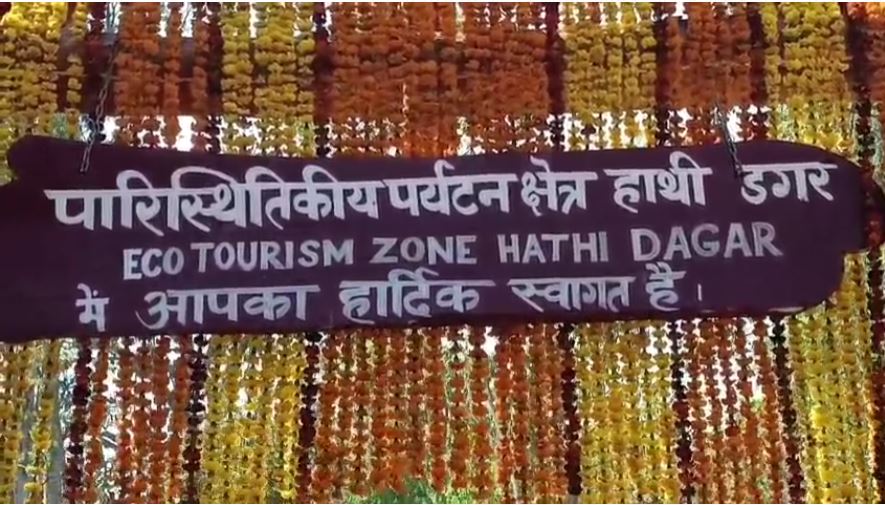 पारिस्थितिकीय पर्यटन क्षेत्र हाथी डगर
ECO TOURISM ZONE HATHI DAGAR
में आपका हार्दिक स्वागत है।